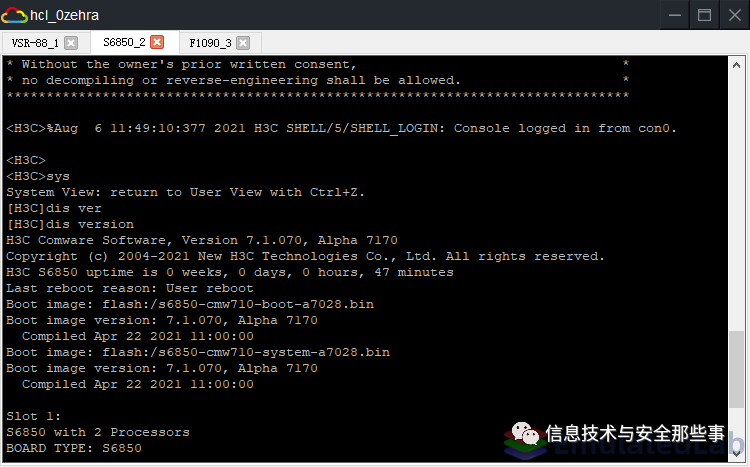 hcl_0zehra
VSR-88_1 S6850_2 F1090_3
* Without the owner's prior written consent, *
* no decompiling or reverse-engineering shall be allowed. *
******************************************************************************
<H3C>%Aug  6 11:49:10:377 2021 H3C SHELL/5/SHELL_LOGIN: Console logged in from con0.
<H3C>
<H3C>sys
System View: return to User View with Ctrl+Z.
[H3C]dis ver
[H3C]dis version
H3C Comware Software, Version 7.1.070, Alpha 7170
Copyright (c) 2004-2021 New H3C Technologies Co., Ltd. All rights reserved.
H3C S6850 uptime is 0 weeks, 0 days, 0 hours, 47 minutes
Last reboot reason: User reboot
Boot image: flash:/s6850-cmw710-boot-a7028.bin
Boot image version: 7.1.070, Alpha 7170
  Compiled Apr 22 2021 11:00:00
Boot image: flash:/s6850-cmw710-system-a7028.bin
Boot image version: 7.1.070, Alpha 7170
  Compiled Apr 22 2021 11:00:00
Slot 1:
S6850 with 2 Processors
BOARD TYPE: S6850
信息技术与安全那些事
EmulatedLab